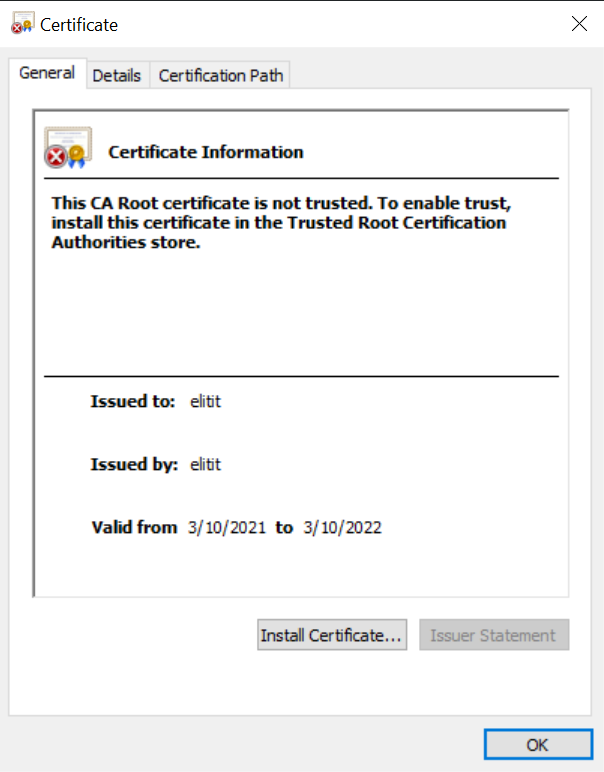 Certificate
General Details Certification Path
Certificate Information
This CA Root certificate is not trusted. To enable trust,
install this certificate in the Trusted Root Certification
Authorities store.
Issued to: elitit
Issued by: elitit
Valid from 3/10/2021 to 3/10/2022
Install Certificate... Issuer Statement
OK